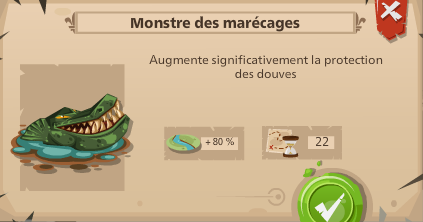 Monstre des marécages
Augmente significativement la protection
des douves
+80 %
22